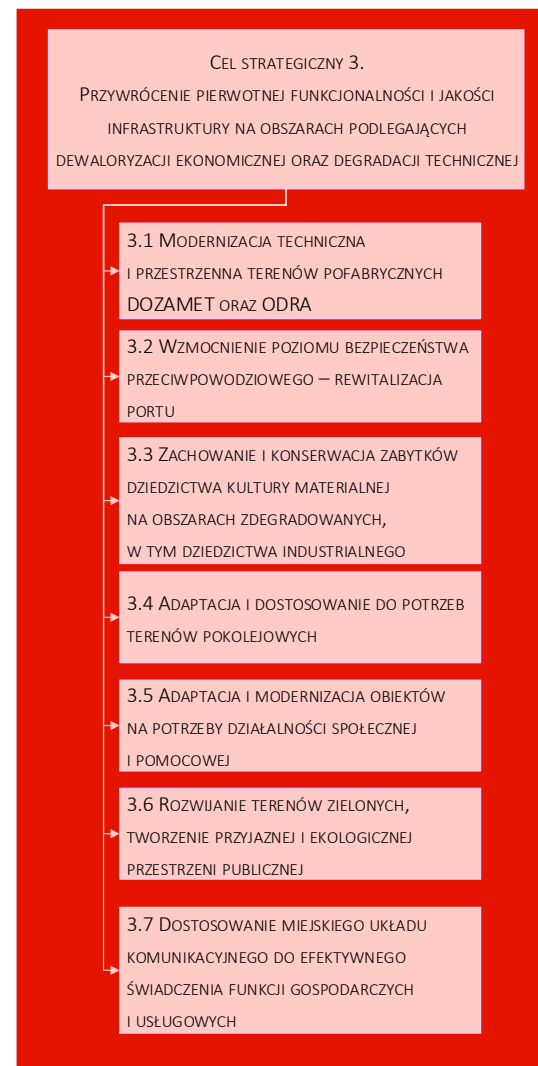 Cel strategiczny 3.
Przywrócenie pierwotnej funkcjonalności i jakości
infrastruktury na obszarach podlegających
dewaloryzacji ekonomicznej oraz degradacji technicznej
3.1 Modernizacja techniczna
i przestrzenna terenów pofabrycznych
DOZAMET oraz ODRA
3.2 Wzmocnienie poziomu bezpieczeństwa
przeciwpowodziowego – rewitalizacja
portu
3.3 Zachowanie i konserwacja zabytków
dziedzictwa kultury materialnej
na obszarach zdegradowanych,
w tym dziedzictwa industrialnego
3.4 Adaptacja i dostosowanie do potrzeb
terenów pokolejowych
3.5 Adaptacja i modernizacja obiektów
na potrzeby działalności społecznej
i pomocowej
3.6 Rozwijanie terenów zielonych,
tworzenie przyjaznej i ekologicznej
przestrzeni publicznej
3.7 Dostosowanie miejskiego układu
komunikacyjnego do efektywnego
świadczenia funkcji gospodarczych
i usługowych